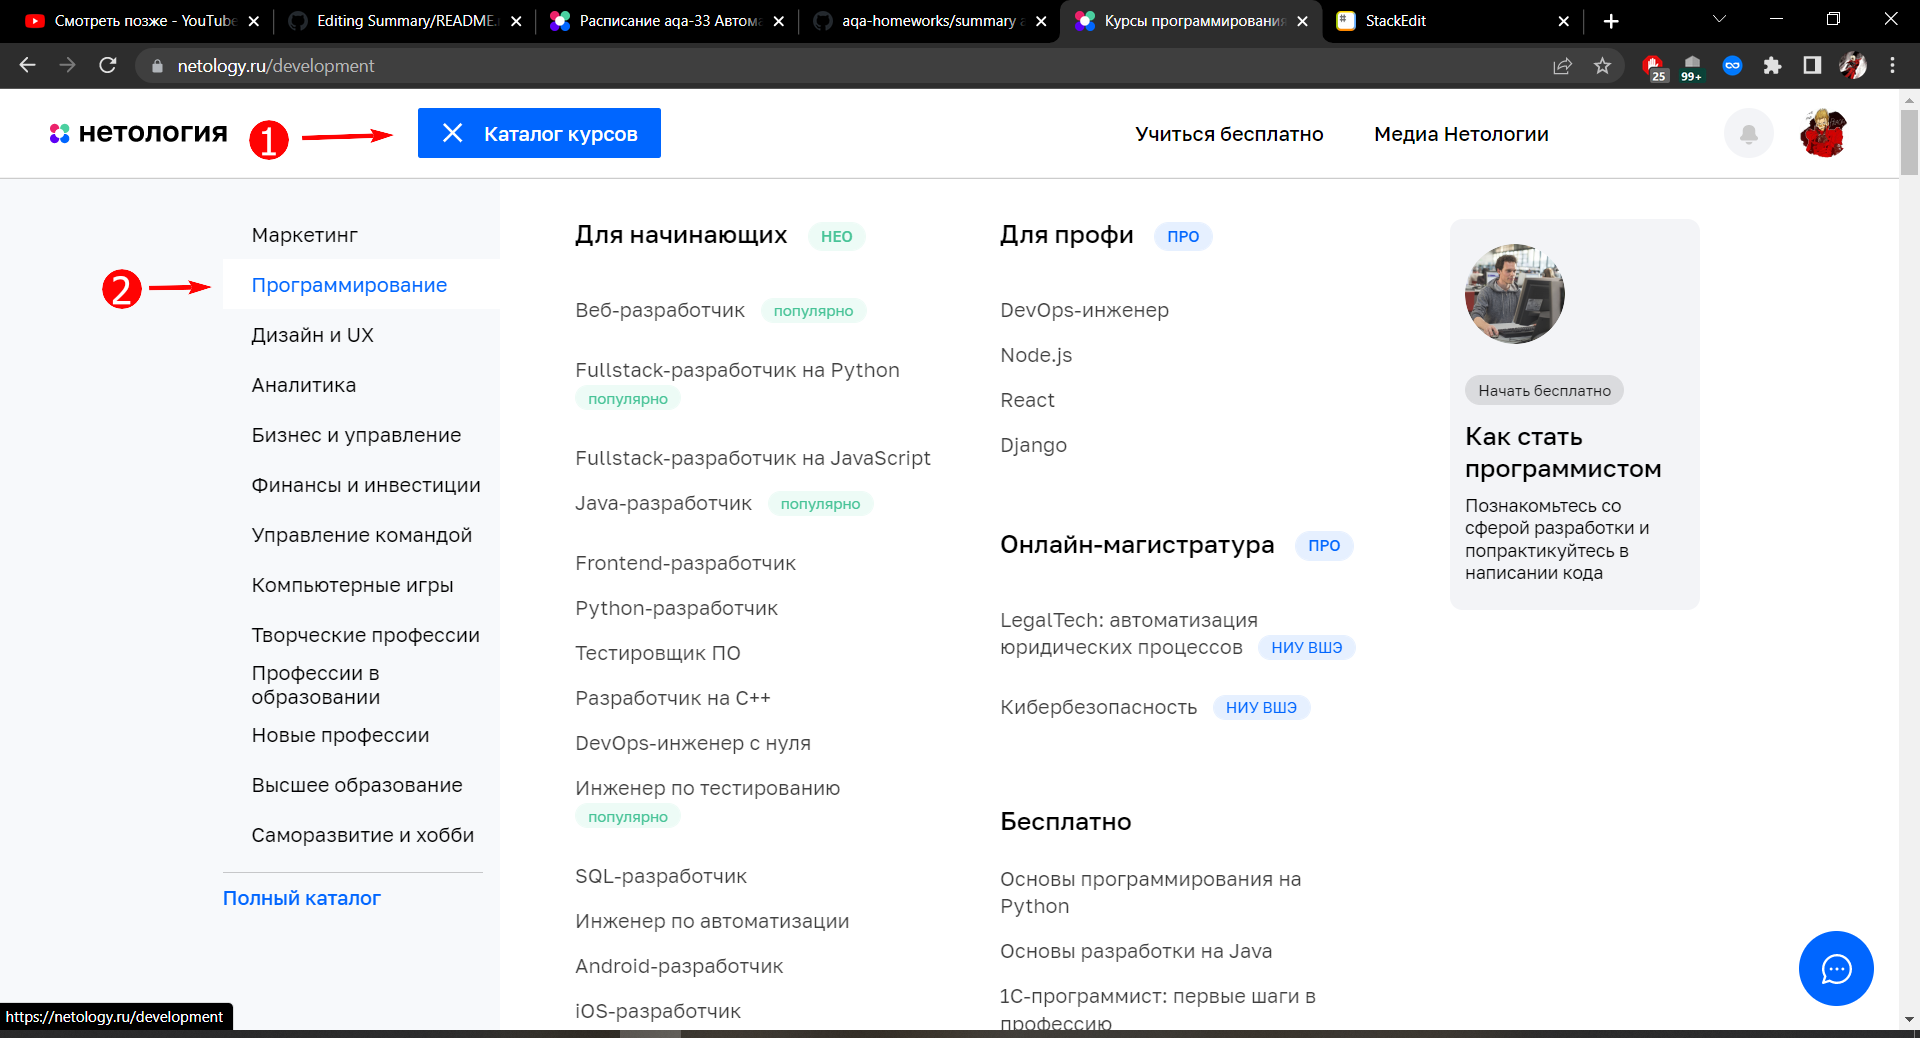 Смотреть позже - YouTube
Editing Summary/README.
Расписание aqa-33 Автом
aqa-homeworks/summary a
Курсы программирования
StackEdit
netology.ru/development
25
99+
нетология
1
Каталог курсов
Учиться бесплатно
Медиа Нетологии
2
Маркетинг
Программирование
Дизайн и UX
Аналитика
Бизнес и управление
Финансы и инвестиции
Управление командой
Компьютерные игры
Творческие профессии
Профессии в
образовании
Новые профессии
Высшее образование
Саморазвитие и хобби
Полный каталог
Для начинающих НЕО
Веб-разработчик популярно
Fullstack-разработчик на Python
популярно
Fullstack-разработчик на JavaScript
Java-разработчик популярно
Frontend-разработчик
Python-разработчик
Тестировщик ПО
Разработчик на C++
DevOps-инженер с нуля
Инженер по тестированию
популярно
SQL-разработчик
Инженер по автоматизации
Android-разработчик
iOS-разработчик
Для профи ПРО
DevOps-инженер
Node.js
React
Django
Онлайн-магистратура ПРО
LegalTech: автоматизация
юридических процессов НИУ ВШЭ
Кибербезопасность НИУ ВШЭ
Бесплатно
Основы программирования на
Python
Основы разработки на Java
1С-программист: первые шаги в
профессию
Начать бесплатно
Как стать
программистом
Познакомьтесь со
сферой разработки и
попрактикуйтесь в
написании кода
https://netology.ru/development